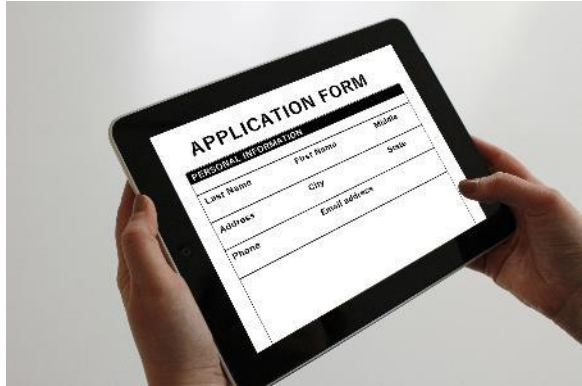 APPLICATION FORM
PERSONAL INFORMATION
Last Name First Name Middle
Address City State
Phone Email address